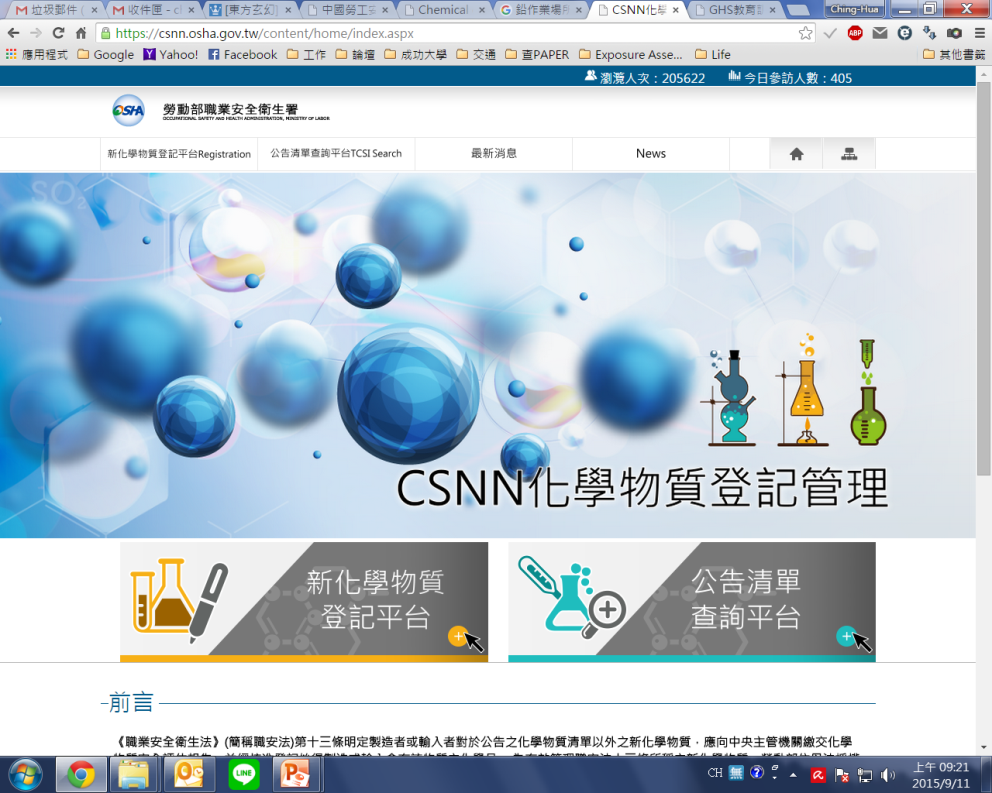 垃圾郵件 (
收件匣 - c
[東方玄幻]
中國勞工安
Chemical
鉛作業場所
CSNN化學
GHS教育
Ching-Hua
https://csnn.osha.gov.tw/content/home/index.aspx
ABP
應用程式 Google Yahoo! Facebook 工作 論壇 成功大學 交通 查PAPER Exposure Asse... Life 其他書籤
瀏覽人次：205622 今日參訪人數：405
OSHA 勞動部職業安全衛生署
OCCUPATIONAL SAFETY AND HEALTH ADMINISTRATION, MINISTRY OF LABOR
新化學物質登記平台Registration 公告清單查詢平台TCSI Search 最新消息 News
SO2
CSNN化學物質登記管理
新化學物質
登記平台
公告清單
查詢平台
前言
《職業安全衛生法》(簡稱職安法)第十三條明定製造者或輸入者對於公告之化學物質清單以外之新化學物質，應向中央主管機關繳交化學
LINE
CH
上午 09:21
2015/9/11